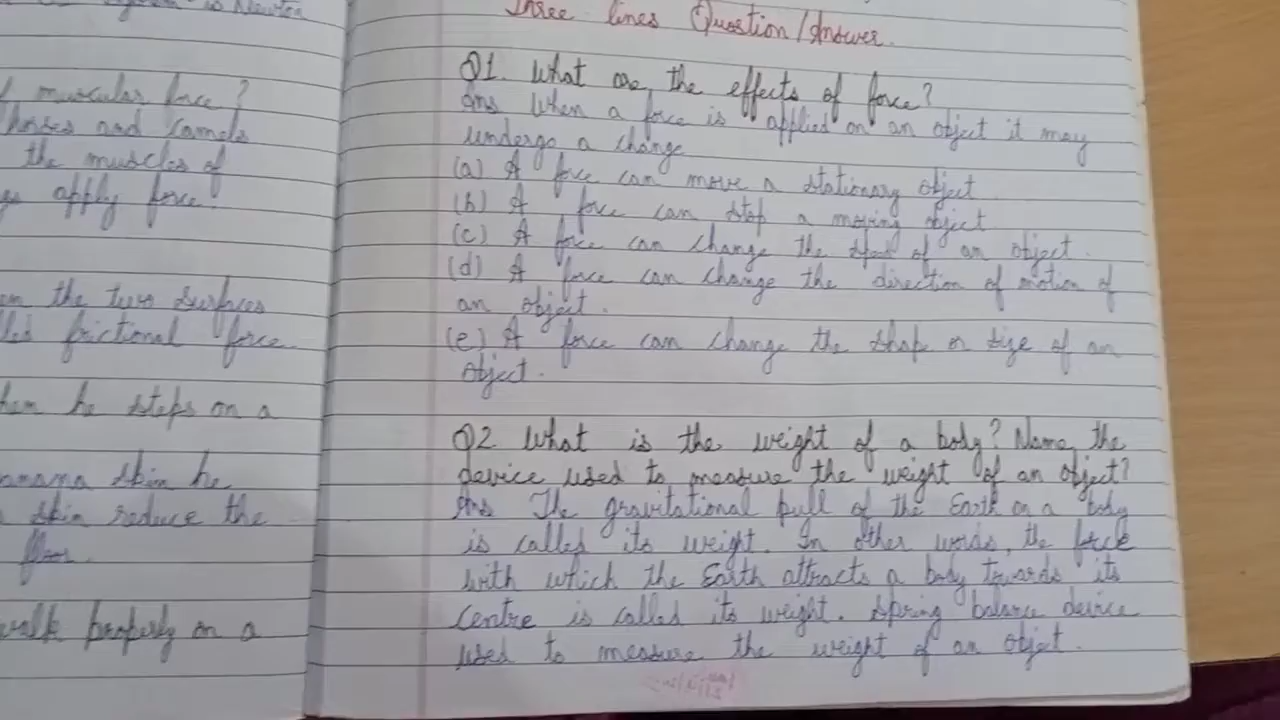 is Newton
muscular force?
horses and camels
the muscles of
apply force.
the two surfaces
frictional force.
he steps on a
skin he
skin reduce the
floor.
walk properly on a
Three lines Question/Answer.
Q1. What are the effects of force?
Ans When a force is applied on an object it may
undergo a change
(a) A force can move a stationary object
(b) A force can stop a moving object
(c) A force can change the speed of an object.
(d) A force can change the direction of motion of
an object.
(e) A force can change the shape or size of an
object.
Q2. What is the weight of a body? Name the
device used to measure the weight of an object?
Ans The gravitational pull of the Earth on a body
is called its weight. In other words, the force
with which the Earth attracts a body towards its
centre is called its weight. Spring balance device
used to measure the weight of an object.